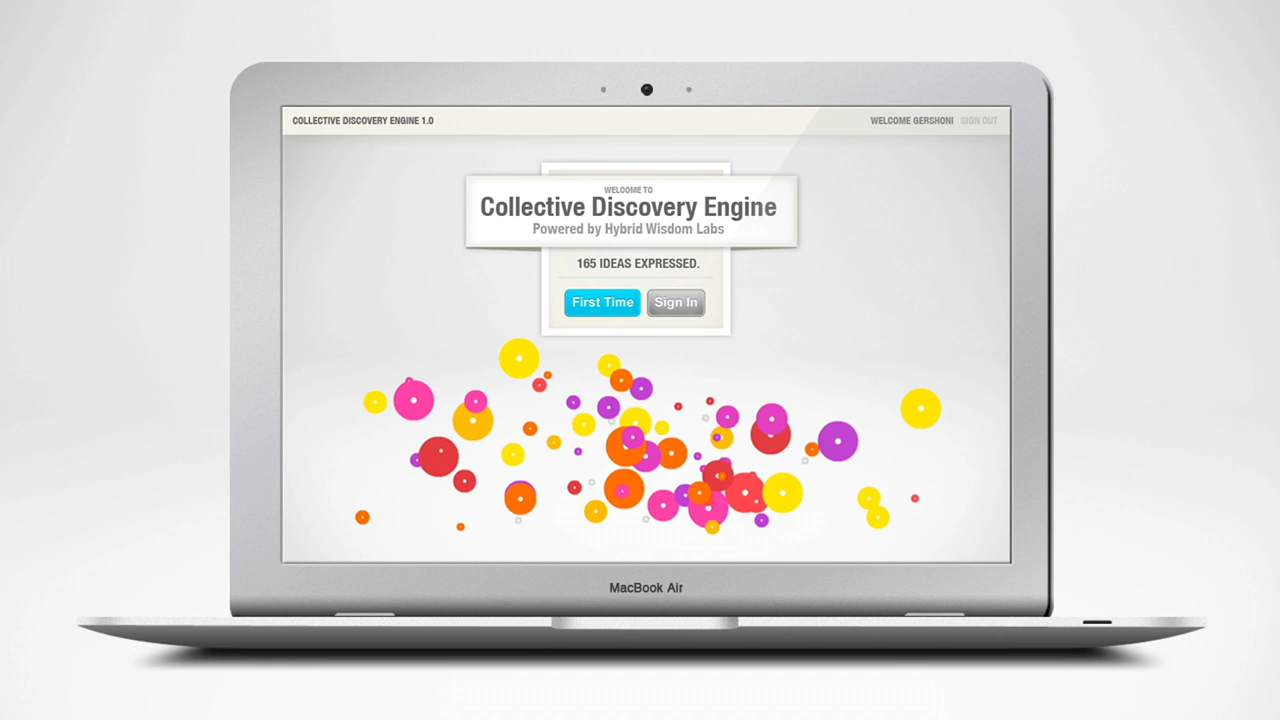 COLLECTIVE DISCOVERY ENGINE 1.0
WELCOME GERSHONI SIGN OUT
WELCOME TO
Collective Discovery Engine
Powered by Hybrid Wisdom Labs
165 IDEAS EXPRESSED.
First Time
Sign In
MacBook Air